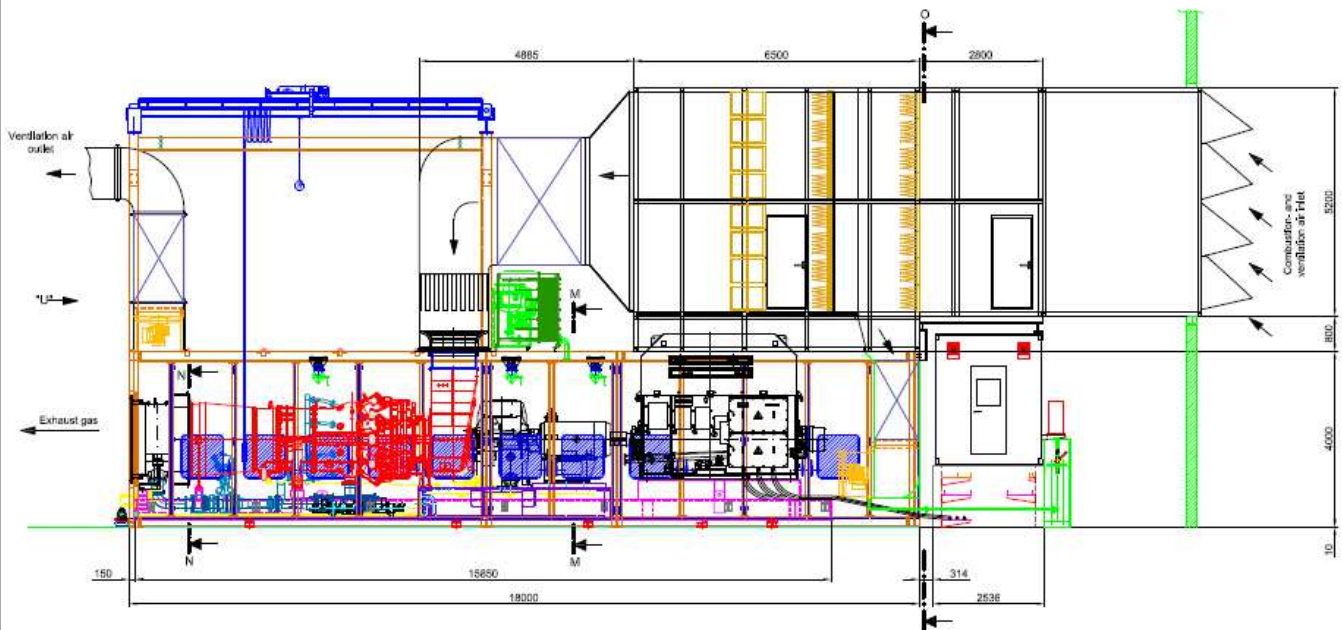 O
4885
6500
2800
Ventilation air
outlet
5200
Combustion- and
ventilation air inlet
"U"
M
800
N
Exhaust gas
4000
N
M
10
150
15850
314
18000
2536
O